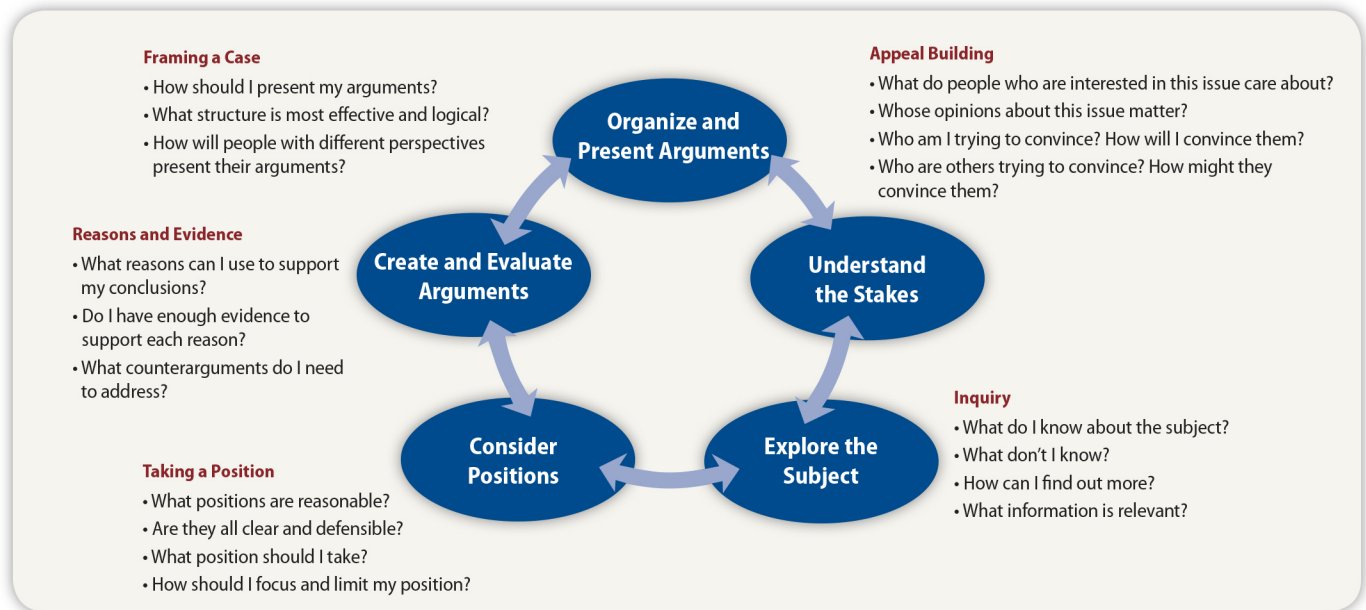 Framing a Case
• How should I present my arguments?
• What structure is most effective and logical?
• How will people with different perspectives
present their arguments?
Organize and
Present Arguments
Appeal Building
• What do people who are interested in this issue care about?
• Whose opinions about this issue matter?
• Who am I trying to convince? How will I convince them?
• Who are others trying to convince? How might they
convince them?
Reasons and Evidence
• What reasons can I use to support
my conclusions?
• Do I have enough evidence to
support each reason?
• What counterarguments do I need
to address?
Create and Evaluate
Arguments
Understand
the Stakes
Taking a Position
• What positions are reasonable?
• Are they all clear and defensible?
• What position should I take?
• How should I focus and limit my position?
Consider
Positions
Explore the
Subject
Inquiry
• What do I know about the subject?
• What don't I know?
• How can I find out more?
• What information is relevant?